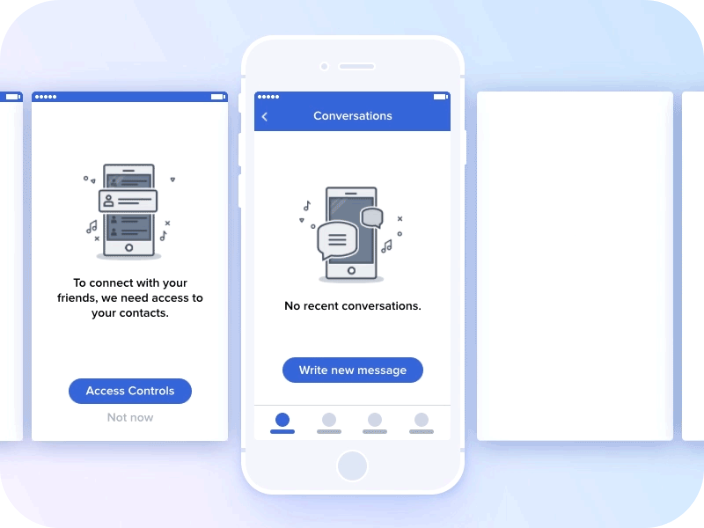 To connect with your
friends, we need access to
your contacts.
Access Controls
Not now
Conversations
No recent conversations.
Write new message